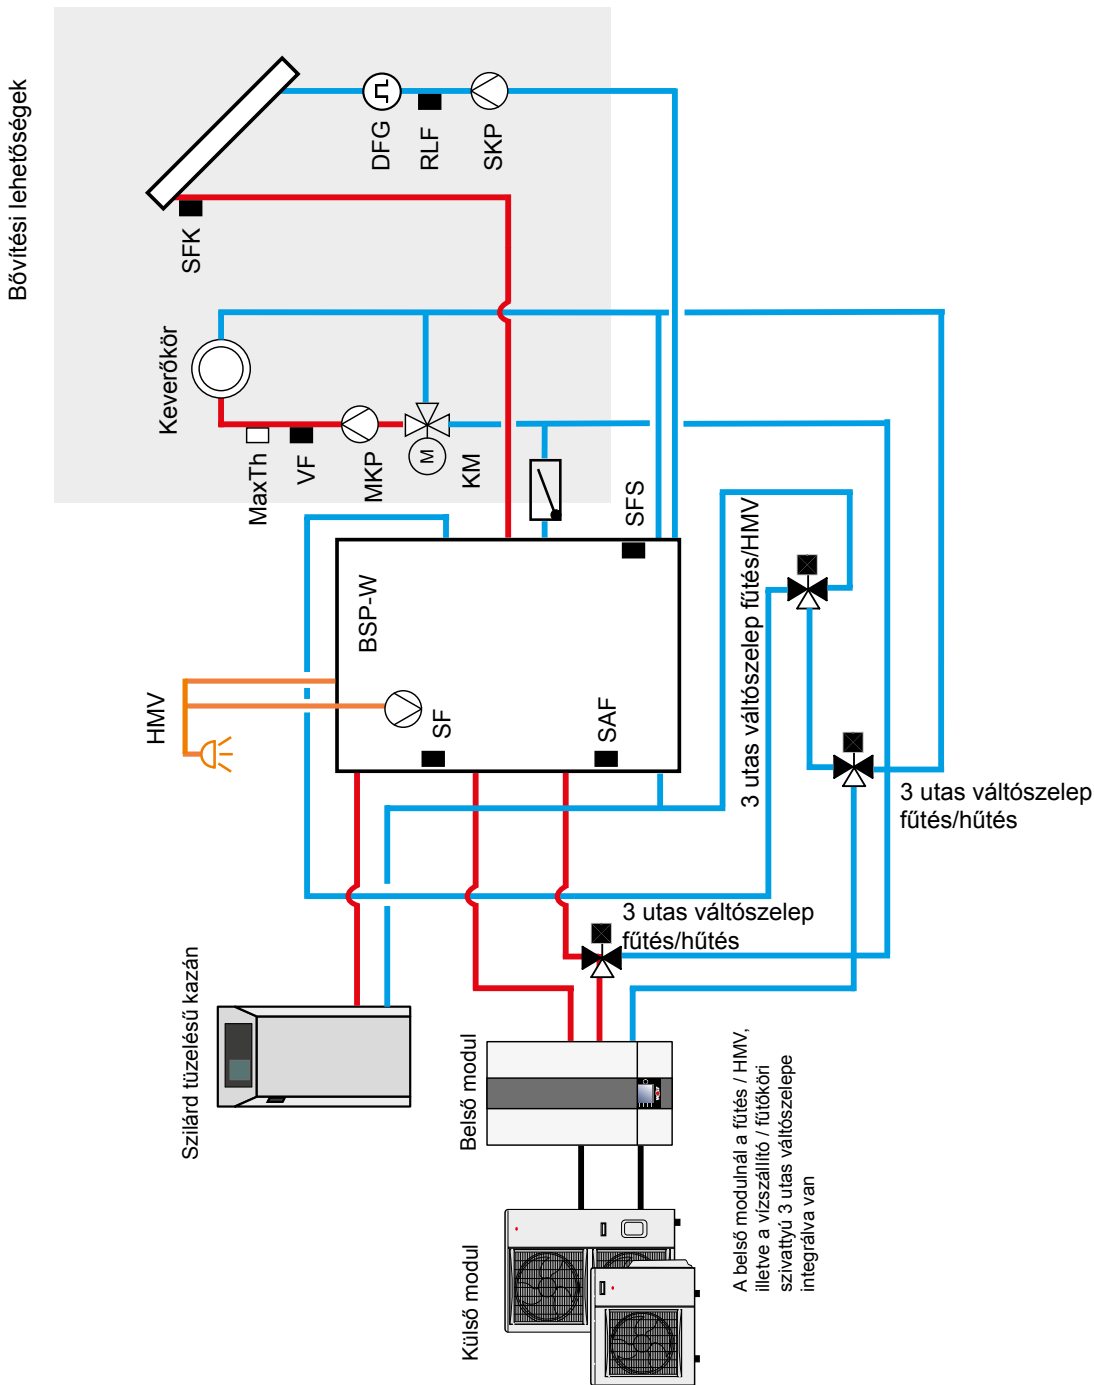 Bővítési lehetőségek
DFG
RLF
SKP
SFK
Keverőkör
MaxTh
VF
MKP
M
KM
SFS
BSP-W
HMV
SF
SAF
3 utas váltószelep fűtés/HMV
3 utas váltószelep
fűtés/hűtés
3 utas váltószelep
fűtés/hűtés
Szilárd tüzelésű kazán
Belső modul
Külső modul
A belső modulnál a fűtés / HMV,
illetve a vízszállító / fűtőköri
szivattyú 3 utas váltószelepe
integrálva van